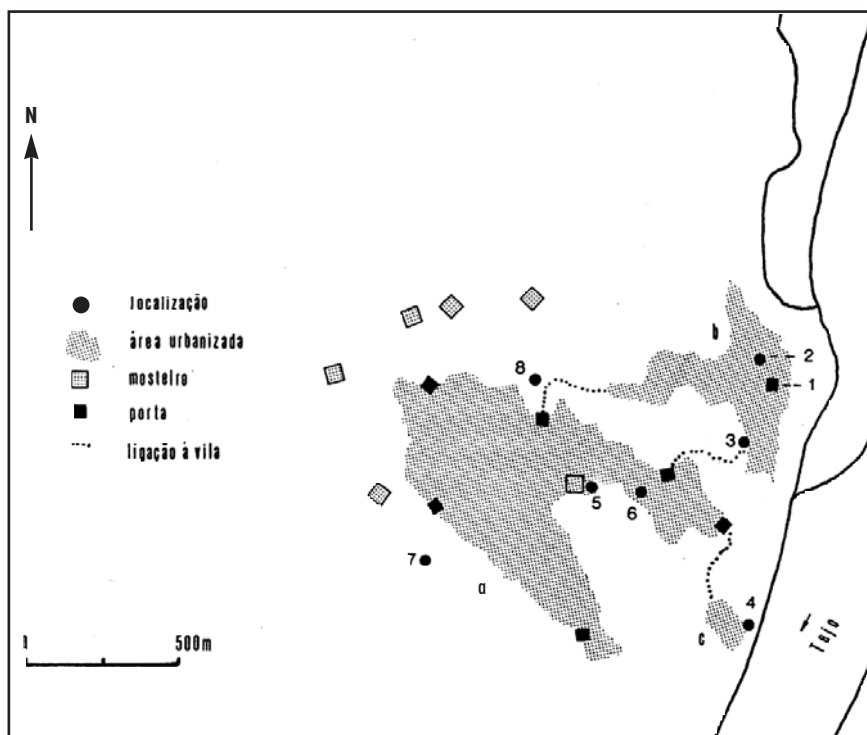 N
localização
área urbanizada
mosteiro
porta
ligação à vila
500m
a
b
c
1
2
3
4
5
6
7
8
Tejo